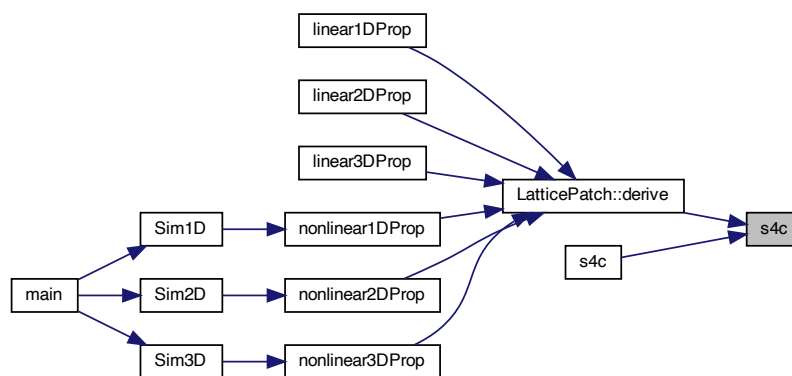 linear1DProp
linear2DProp
linear3DProp
LatticePatch::derive
Sim1D
nonlinear1DProp
s4c
s4c
main
Sim2D
nonlinear2DProp
Sim3D
nonlinear3DProp